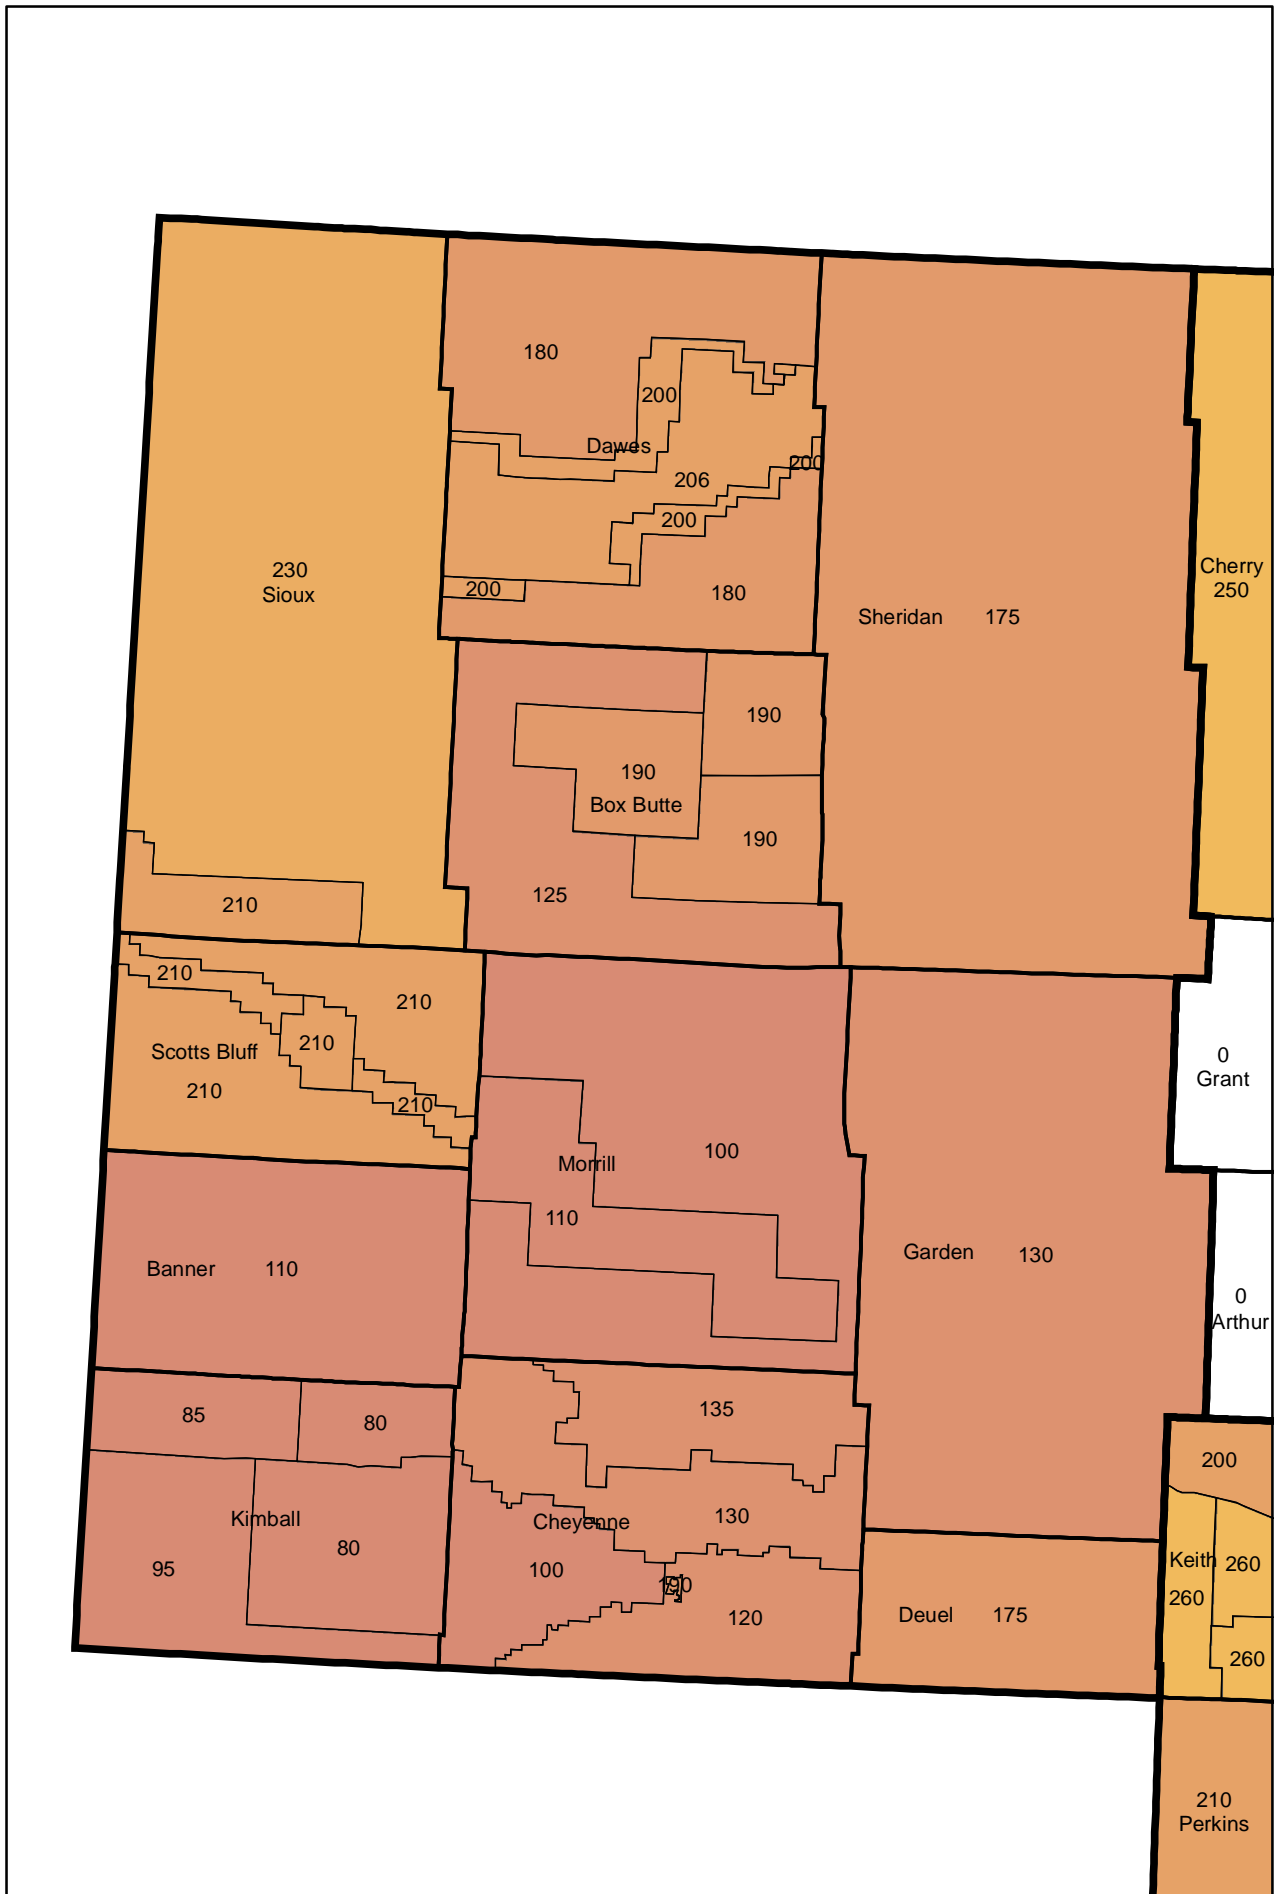 180
200
Dawes
200
206
200
230
Sioux
200
180
Sheridan 175
Cherry
250
190
190
Box Butte
190
125
210
210
210
210
Scotts Bluff
210
210
0
Grant
100
Morrill
110
Garden 130
Banner 110
0
Arthur
85
80
135
200
Kimball
80
95
Cheyenne
130
100
190
120
Deuel 175
Keith
260
260
260
210
Perkins